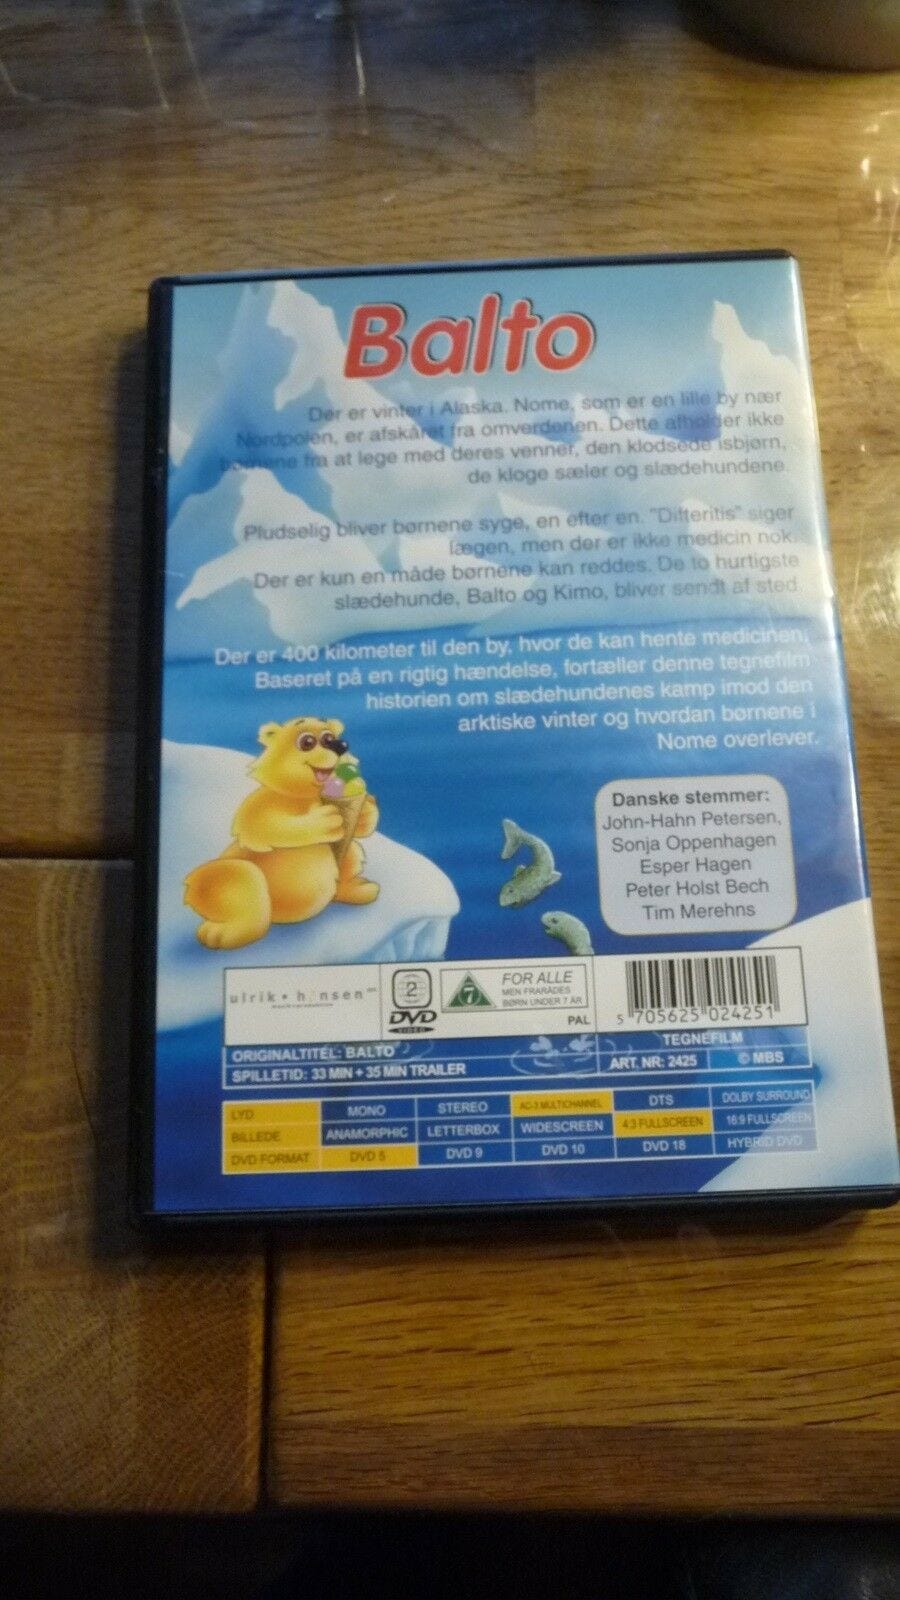 Balto
Der er vinter i Alaska. Nome, som er en lille by nær
Nordpolen, er afskåret fra omverdenen. Dette afholder ikke
børnene fra at lege med deres venner, den klodsede isbjørn,
de kloge sæler og slædehundene.
Pludselig bliver børnene syge, en efter en. "Difteritis" siger
lægen, men der er ikke medicin nok.
Der er kun en måde børnene kan reddes. De to hurtigste
slædehunde, Balto og Kimo, bliver sendt af sted.
Der er 400 kilometer til den by, hvor de kan hente medicinen.
Baseret på en rigtig hændelse, fortæller denne tegnefilm
historien om slædehundenes kamp imod den
arktiske vinter og hvordan børnene i
Nome overlever.
Danske stemmer:
John-Hahn Petersen,
Sonja Oppenhagen
Esper Hagen
Peter Holst Bech
Tim Merehns
ulrik • hansen
2
DVD
VIDEO
7
FOR ALLE
MEN FRARÅDES
BØRN UNDER 7 ÅR
PAL
5 705625 024251
ORIGINALTITEL: BALTO
TEGNEFILM
SPILLETID: 33 MIN + 35 MIN TRAILER
ART. NR: 2425
© MBS
LYD MONO STEREO AC-3 MULTICHANNEL DTS DOLBY SURROUND
BILLEDE ANAMORPHIC LETTERBOX WIDESCREEN 4:3 FULLSCREEN 16:9 FULLSCREEN
DVD FORMAT DVD 5 DVD 9 DVD 10 DVD 18 HYBRID DVD